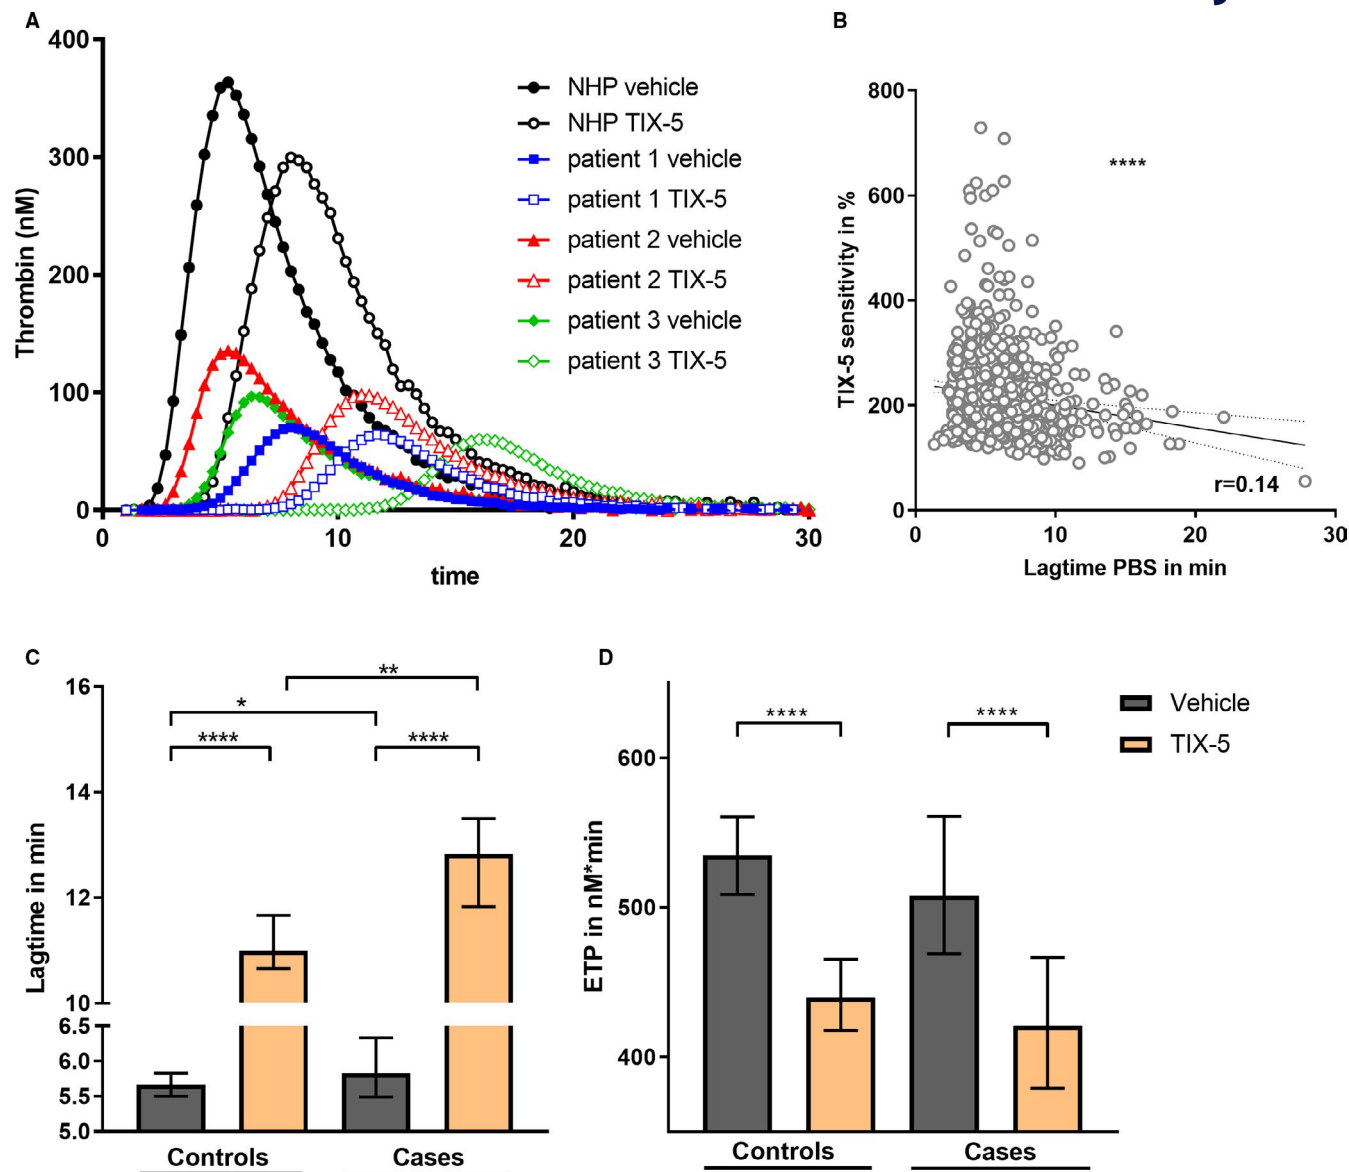 A
400
300
200
100
0
Thrombin (nM)
0 10 20 30
time
NHP vehicle
NHP TIX-5
patient 1 vehicle
patient 1 TIX-5
patient 2 vehicle
patient 2 TIX-5
patient 3 vehicle
patient 3 TIX-5
B
800
600
400
200
0
TIX-5 sensitivity in %
****
r=0.14
0 10 20 30
Lagtime PBS in min
C
16
14
12
10
6.5
6.0
5.5
5.0
Lagtime in min
**
*
**** ****
Controls Cases
D
600
500
400
ETP in nM*min
**** ****
Controls Cases
Vehicle
TIX-5